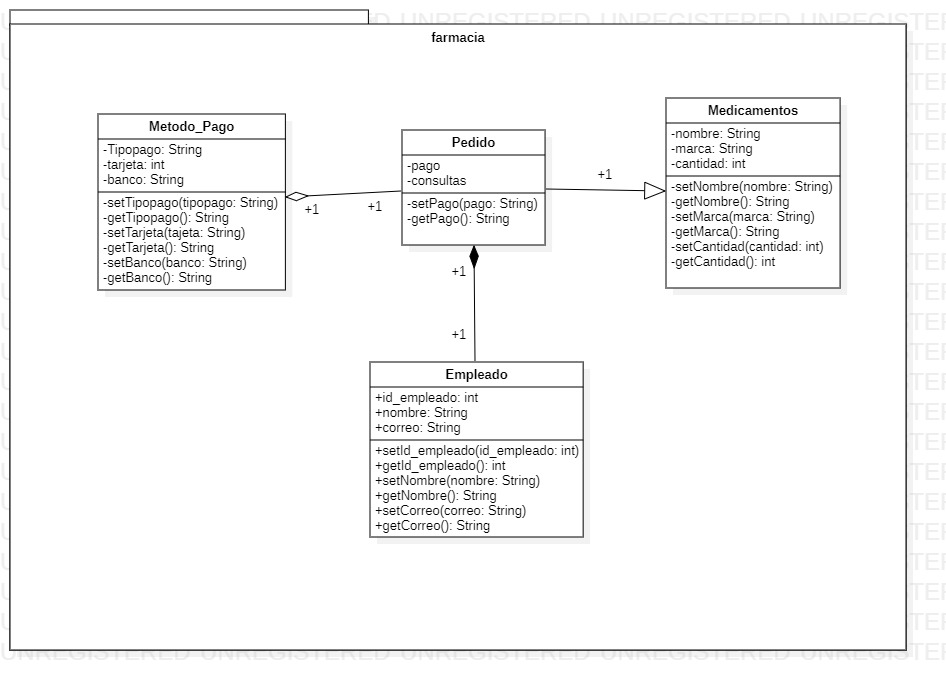 farmacia
Metodo_Pago
-Tipopago: String
-tarjeta: int
-banco: String
-setTipopago(tipopago: String)
-getTipopago(): String
-setTarjeta(tajeta: String)
-getTarjeta(): String
-setBanco(banco: String)
-getBanco(): String
+1
+1
Pedido
-pago
-consultas
-setPago(pago: String)
-getPago(): String
+1
Medicamentos
-nombre: String
-marca: String
-cantidad: int
-setNombre(nombre: String)
-getNombre(): String
-setMarca(marca: String)
-getMarca(): String
-setCantidad(cantidad: int)
-getCantidad(): int
+1
+1
Empleado
+id_empleado: int
+nombre: String
+correo: String
+setId_empleado(id_empleado: int)
+getId_empleado(): int
+setNombre(nombre: String)
+getNombre(): String
+setCorreo(correo: String)
+getCorreo(): String
UNREGISTERED UNREGISTERED UNREGISTERED UNREGISTERED